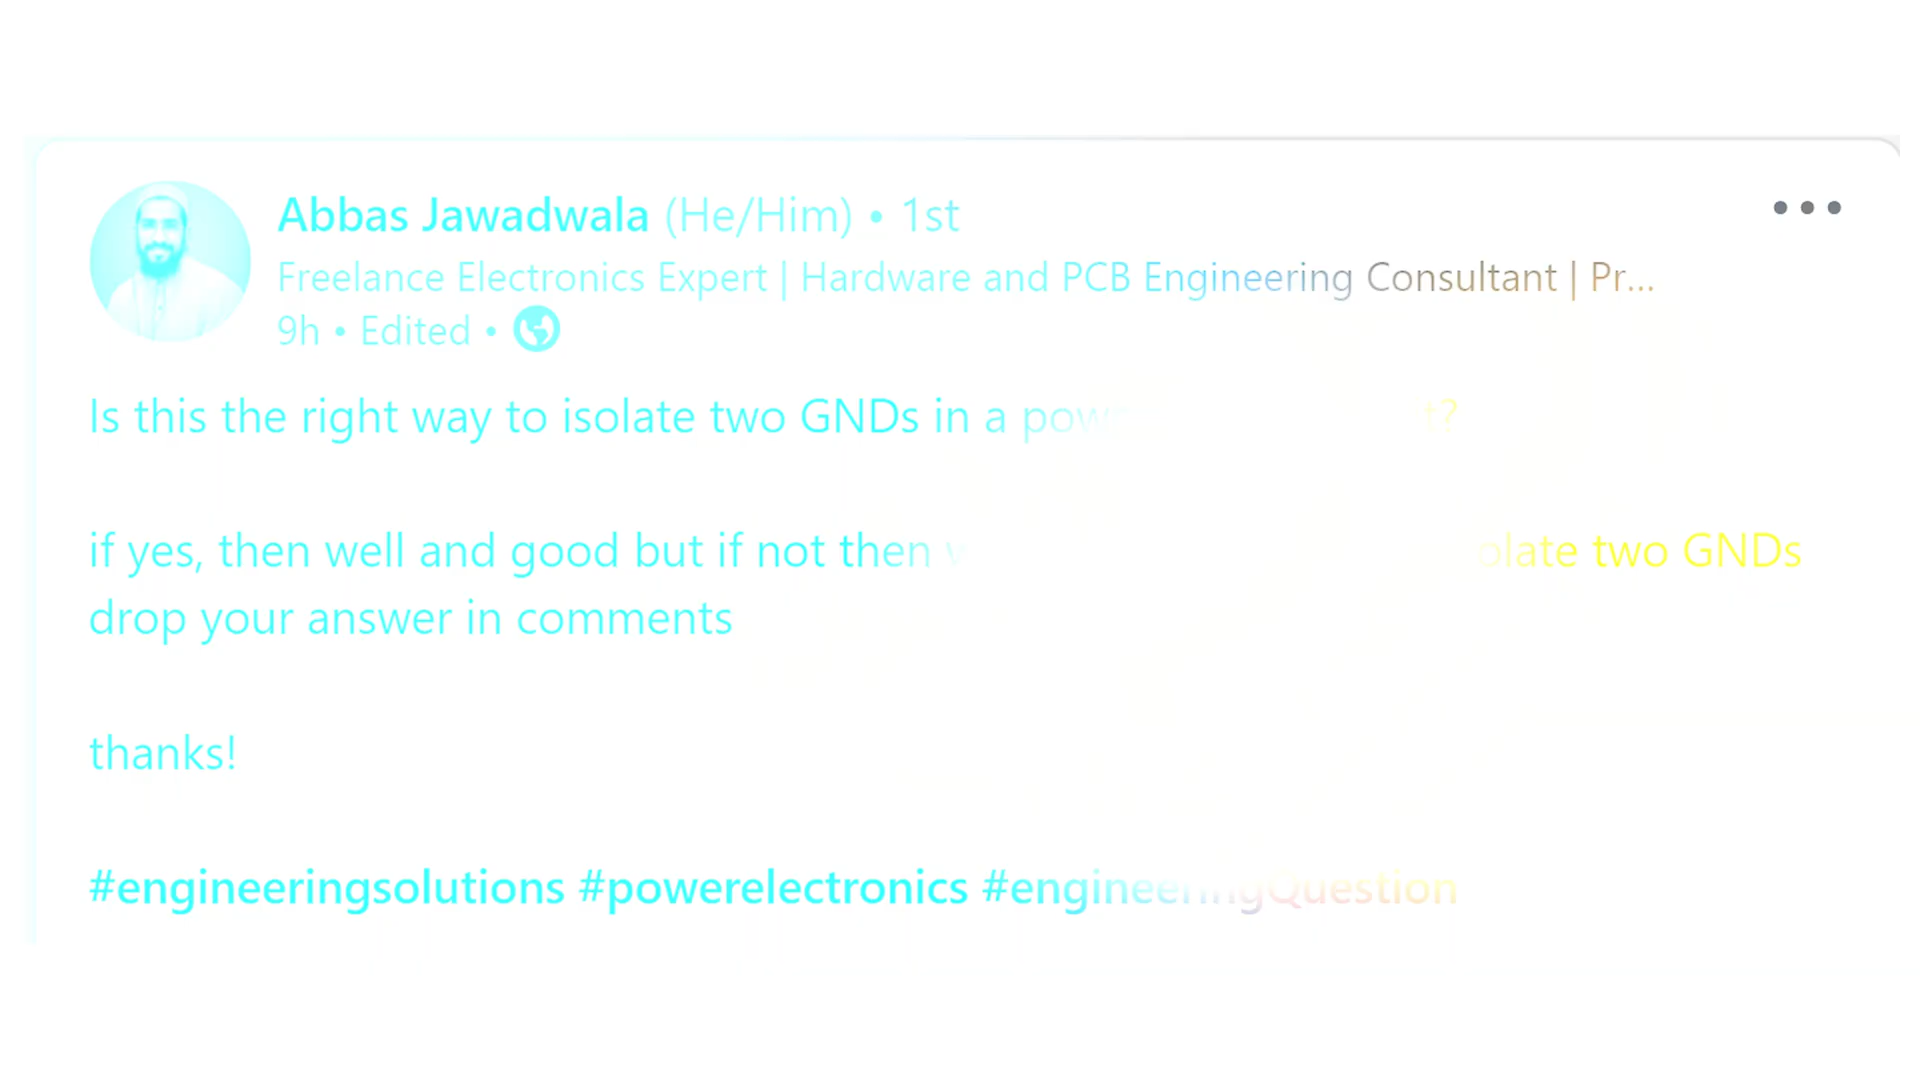 Abbas Jawadwala (He/Him) • 1st
Freelance Electronics Expert | Hardware and PCB Engineering Consultant | Pr...
9h • Edited •
Is this the right way to isolate two GNDs in a
if yes, then well and good but if not then two GNDs
drop your answer in comments
thanks!
#engineeringsolutions #powerelectronics #engineeringQuestion